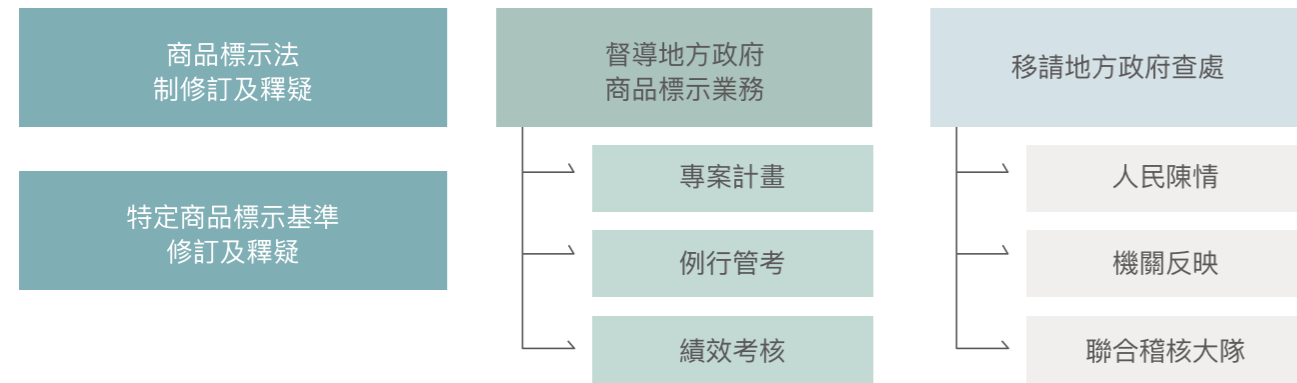 商品標示法
制修訂及釋疑
特定商品標示基準
修訂及釋疑
督導地方政府
商品標示業務
專案計畫
例行管考
績效考核
移請地方政府查處
人民陳情
機關反映
聯合稽核大隊